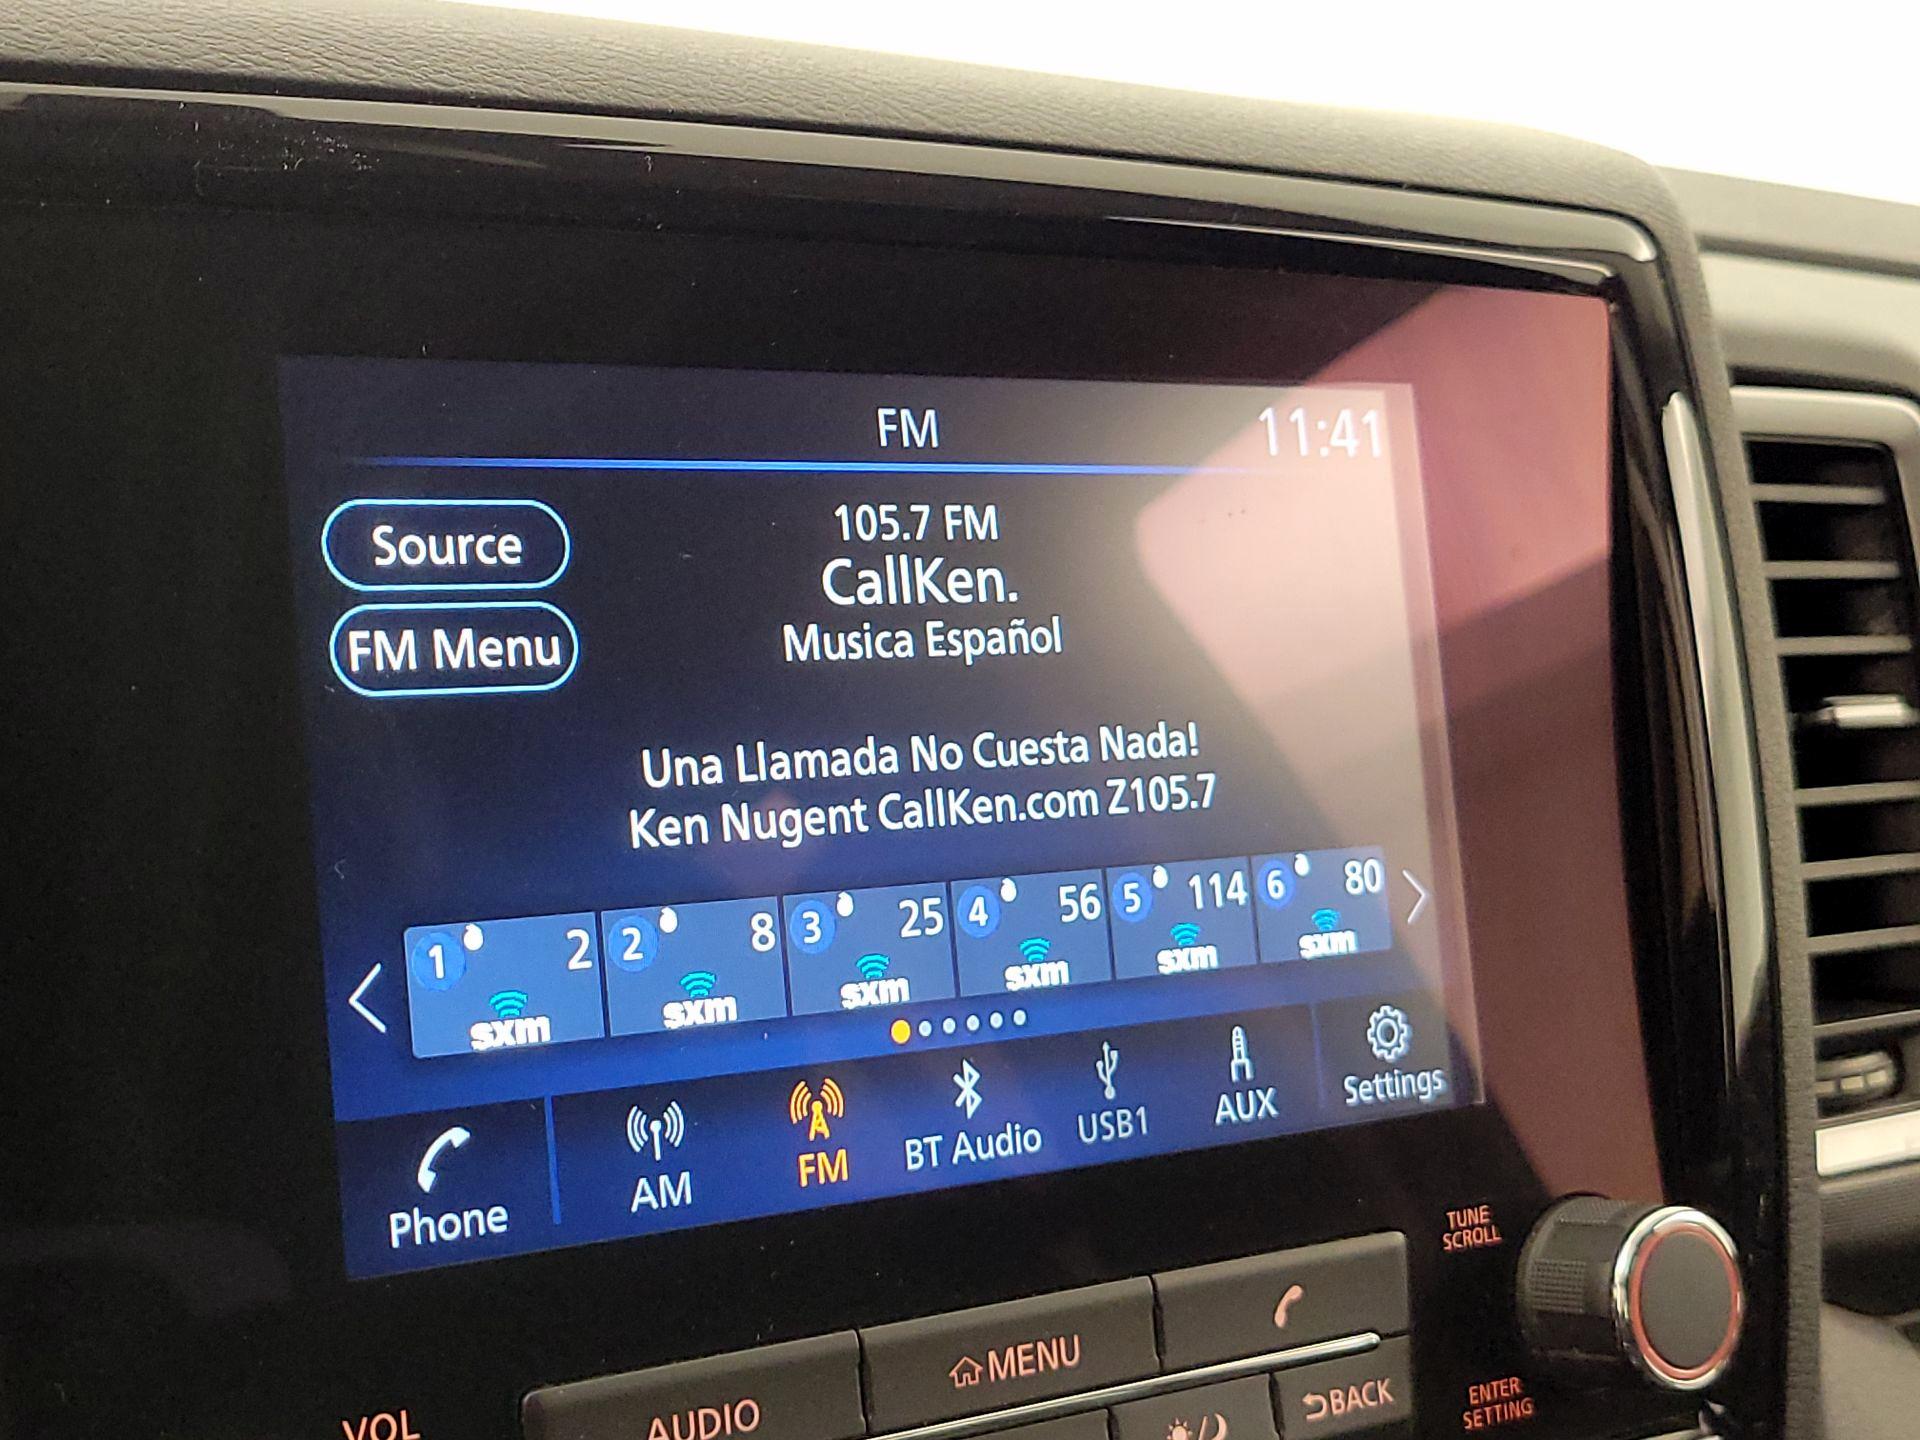 FM 11:41
Source
FM Menu
105.7 FM
CallKen.
Musica Español
Una Llamada No Cuesta Nada!
Ken Nugent CallKen.com Z105.7
1 2 sxm
2 8 sxm
3 25 sxm
4 56 sxm
5 114 sxm
6 80 sxm
Phone
AM
FM
BT Audio
USB1
AUX
Settings
TUNE
SCROLL
VOL
AUDIO
MENU
BACK
ENTER
SETTING